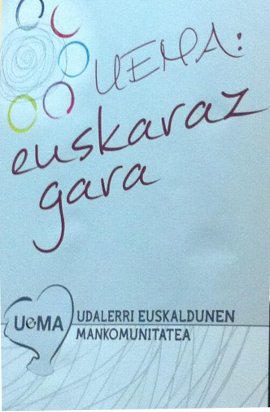 UEMA:
euskaraz
gara
UeMA
UDALERRI EUSKALDUNEN
MANKOMUNITATEA